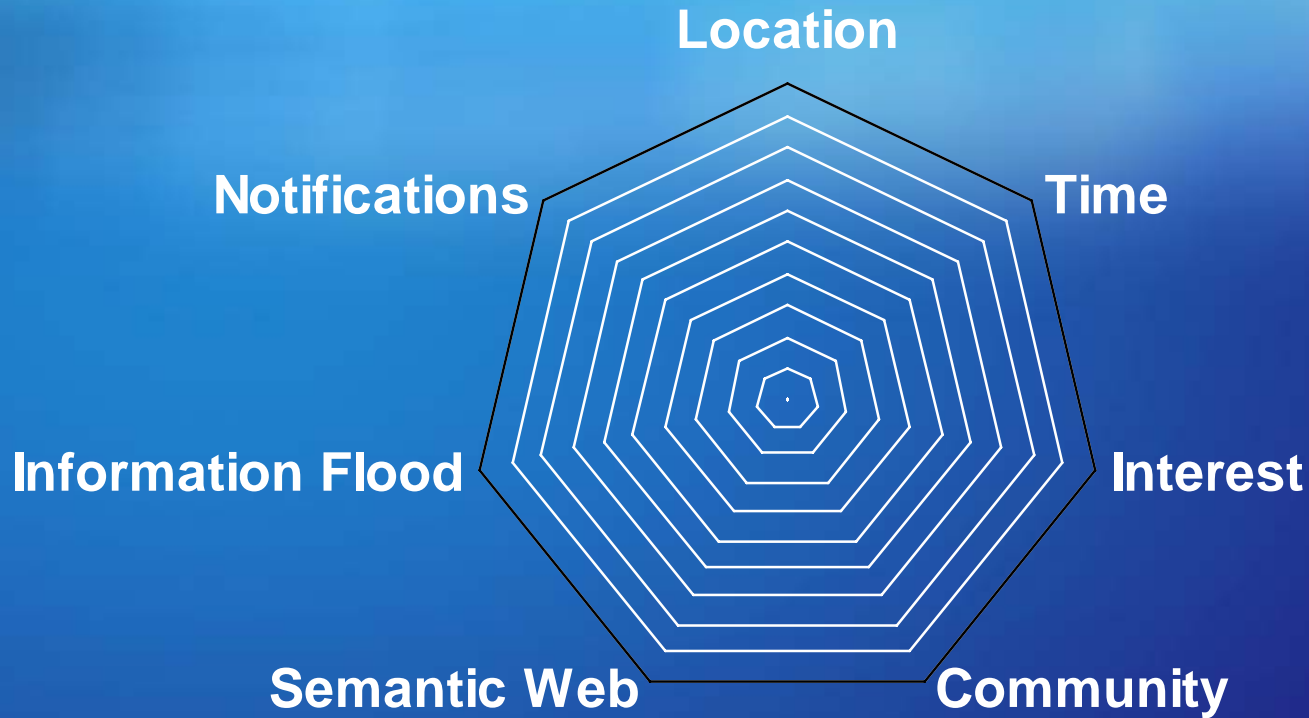 Location
Notifications
Time
Information Flood
Interest
Semantic Web
Community